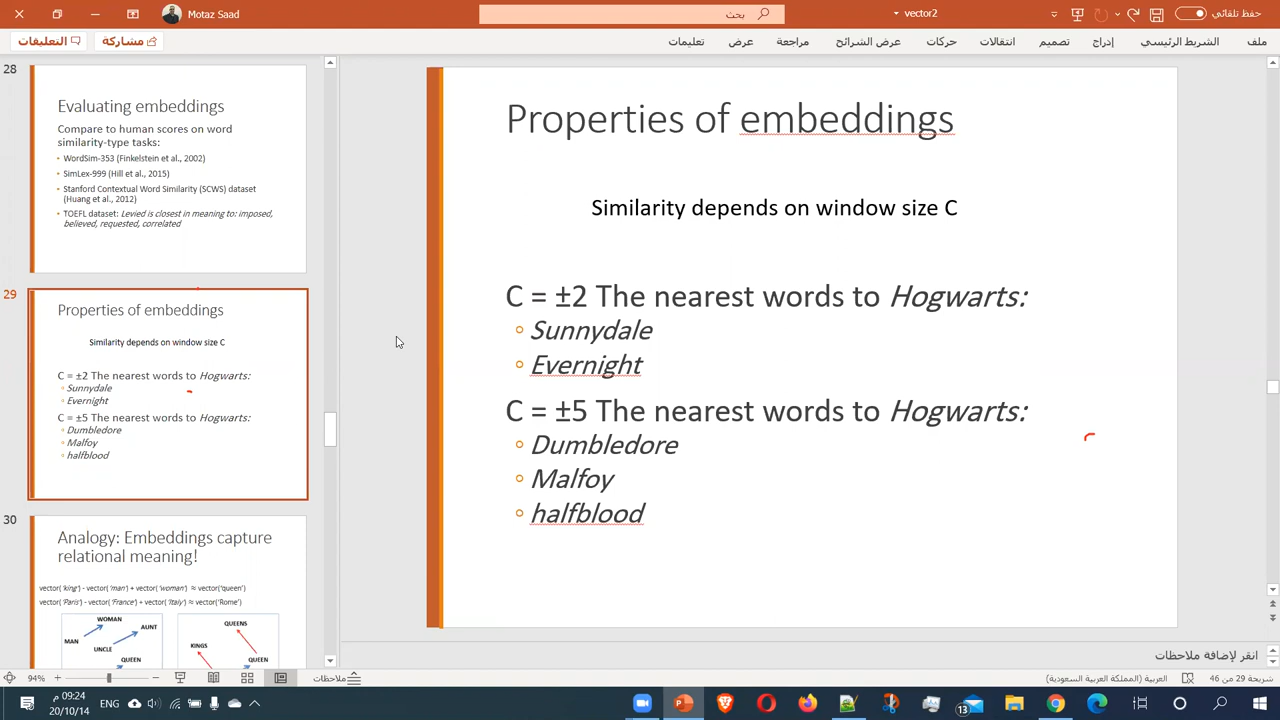 Motaz Saad
بحث
vector2
حفظ تلقائي
ملف
الشريط الرئيسي
إدراج
تصميم
انتقالات
حركات
عرض الشرائح
مراجعة
عرض
تعليمات
مشاركة
التعليقات
28
Evaluating embeddings
Compare to human scores on word
similarity-type tasks:
• WordSim-353 (Finkelstein et al., 2002)
• SimLex-999 (Hill et al., 2015)
• Stanford Contextual Word Similarity (SCWS) dataset
(Huang et al., 2012)
• TOEFL dataset: Levied is closest in meaning to: imposed,
believed, requested, correlated
29
Properties of embeddings
Similarity depends on window size C
C = ±2 The nearest words to Hogwarts:
◦ Sunnydale
◦ Evernight
C = ±5 The nearest words to Hogwarts:
◦ Dumbledore
◦ Malfoy
◦ halfblood
30
Analogy: Embeddings capture
relational meaning!
vector('king') - vector('man') + vector('woman') ≈ vector('queen')
vector('Paris') - vector('France') + vector('Italy') ≈ vector('Rome')
WOMAN
AUNT
MAN
UNCLE
QUEEN
QUEENS
KINGS
QUEEN
Properties of embeddings
Similarity depends on window size C
C = ±2 The nearest words to Hogwarts:
◦ Sunnydale
◦ Evernight
C = ±5 The nearest words to Hogwarts:
◦ Dumbledore
◦ Malfoy
◦ halfblood
انقر لإضافة ملاحظات
شريحة 29 من 46
العربية (المملكة العربية السعودية)
ملاحظات
94%
09:24
20/10/14
ENG
13